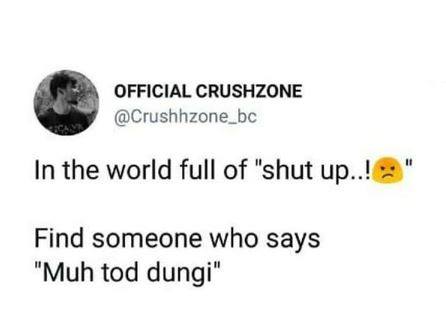 OFFICIAL CRUSHZONE
@Crushhzone_bc
In the world full of "shut up..!😠"
Find someone who says
"Muh tod dungi"